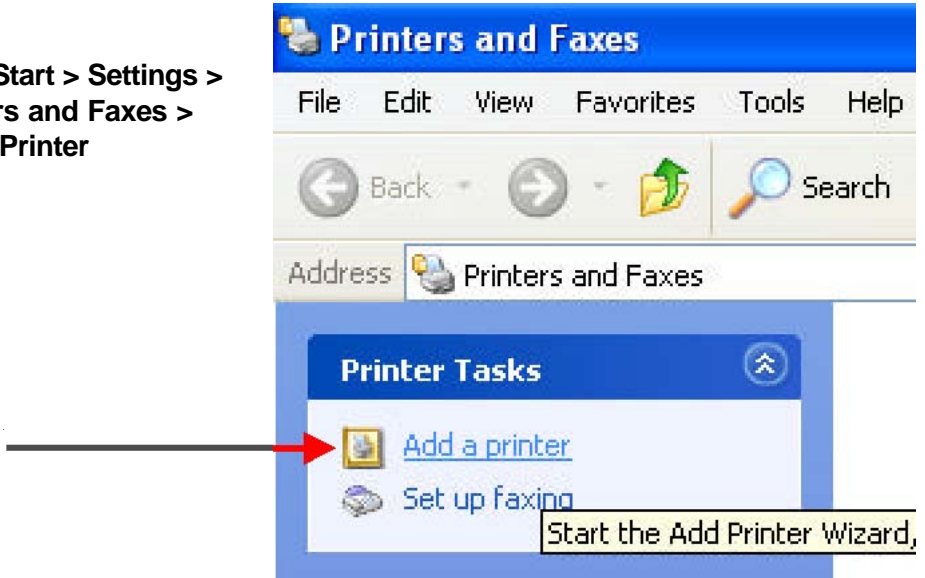 Start > Settings >
rs and Faxes >
Printer
Printers and Faxes
File Edit View Favorites Tools Help
Back Search
Address Printers and Faxes
Printer Tasks
Add a printer
Set up faxing
Start the Add Printer Wizard,